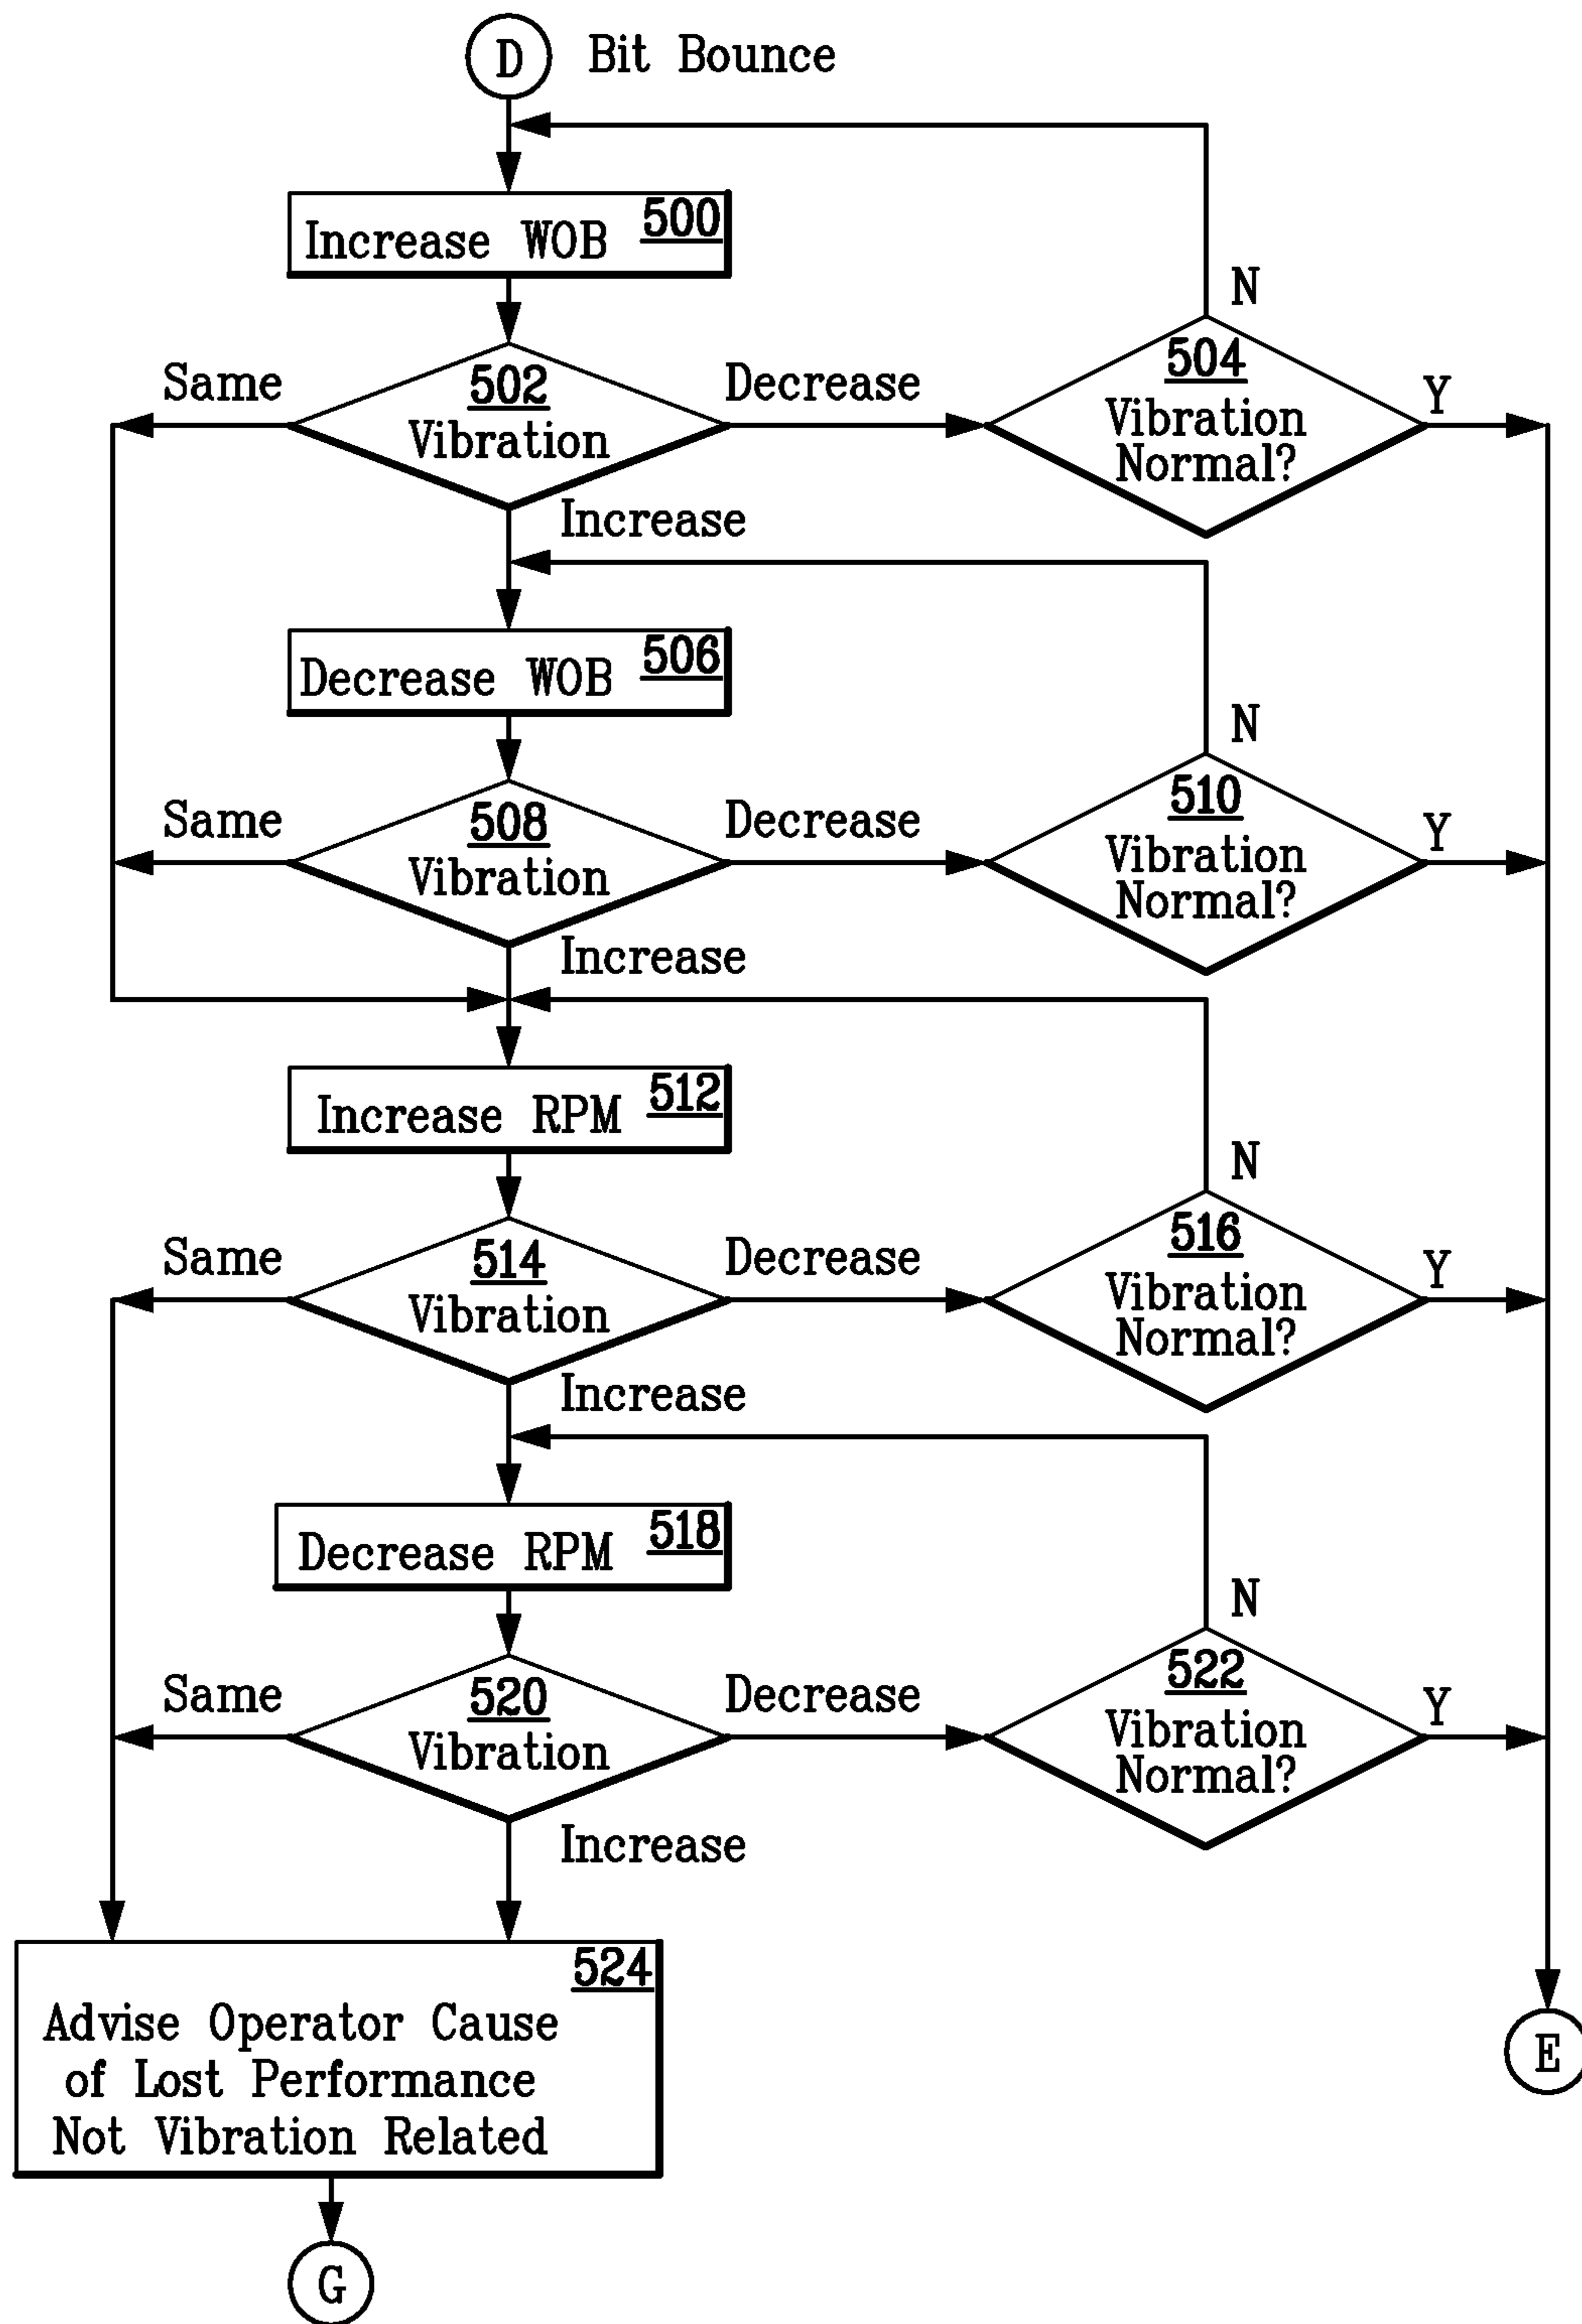 D Bit Bounce
Increase WOB 500
N
Same
502
Vibration
Decrease
504
Vibration
Normal?
Y
Increase
Decrease WOB 506
N
Same
508
Vibration
Decrease
510
Vibration
Normal?
Y
Increase
Increase RPM 512
N
Same
514
Vibration
Decrease
516
Vibration
Normal?
Y
Increase
Decrease RPM 518
N
Same
520
Vibration
Decrease
522
Vibration
Normal?
Y
Increase
524
Advise Operator Cause
of Lost Performance
Not Vibration Related
E
G